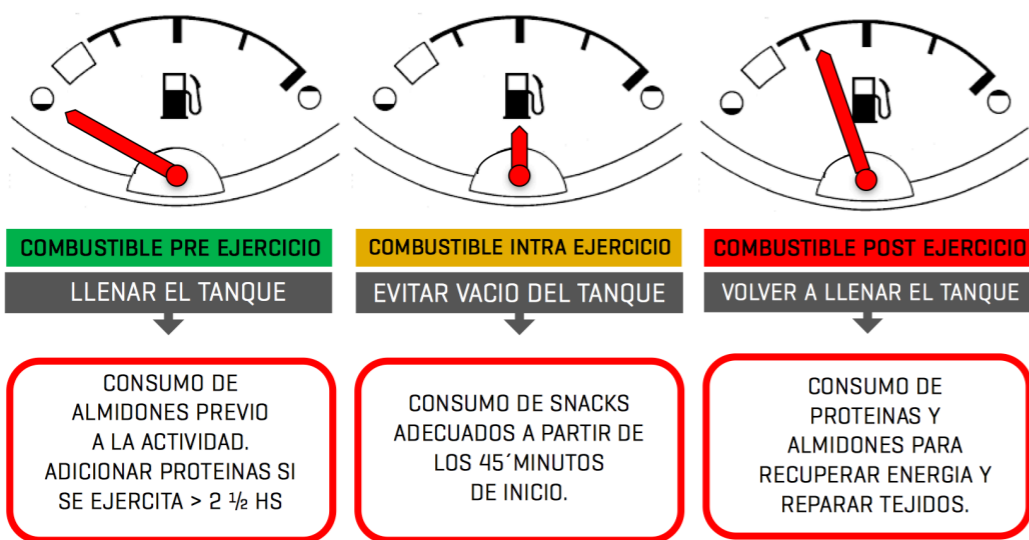 COMBUSTIBLE PRE EJERCICIO
LLENAR EL TANQUE
CONSUMO DE
ALMIDONES PREVIO
A LA ACTIVIDAD.
ADICIONAR PROTEINAS SI
SE EJERCITA > 2 ½ HS
COMBUSTIBLE INTRA EJERCICIO
EVITAR VACIO DEL TANQUE
CONSUMO DE SNACKS
ADECUADOS A PARTIR DE
LOS 45´MINUTOS
DE INICIO.
COMBUSTIBLE POST EJERCICIO
VOLVER A LLENAR EL TANQUE
CONSUMO DE
PROTEINAS Y
ALMIDONES PARA
RECUPERAR ENERGIA Y
REPARAR TEJIDOS.